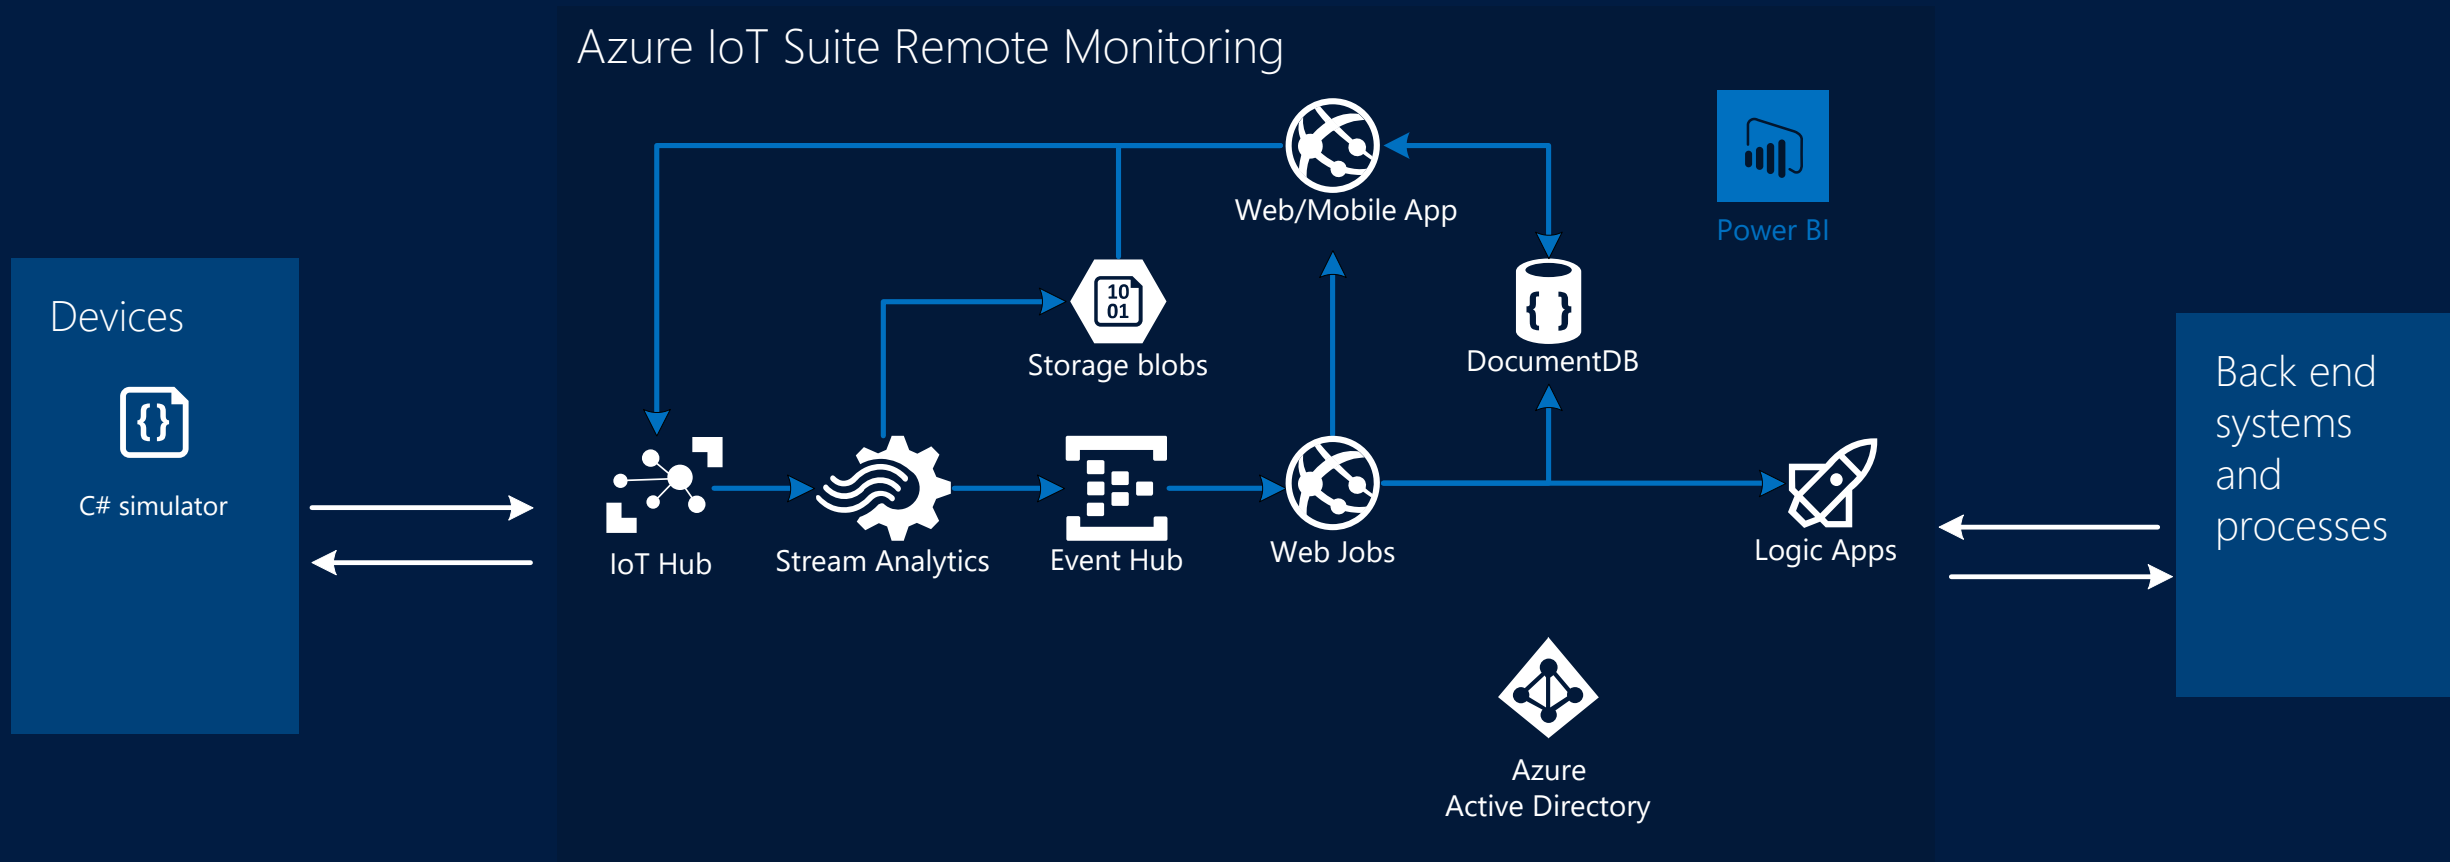 Azure IoT Suite Remote Monitoring
Web/Mobile App
Power BI
Devices
C# simulator
10
01
Storage blobs
{ }
DocumentDB
IoT Hub
Stream Analytics
Event Hub
Web Jobs
Logic Apps
Azure
Active Directory
Back end
systems
and
processes